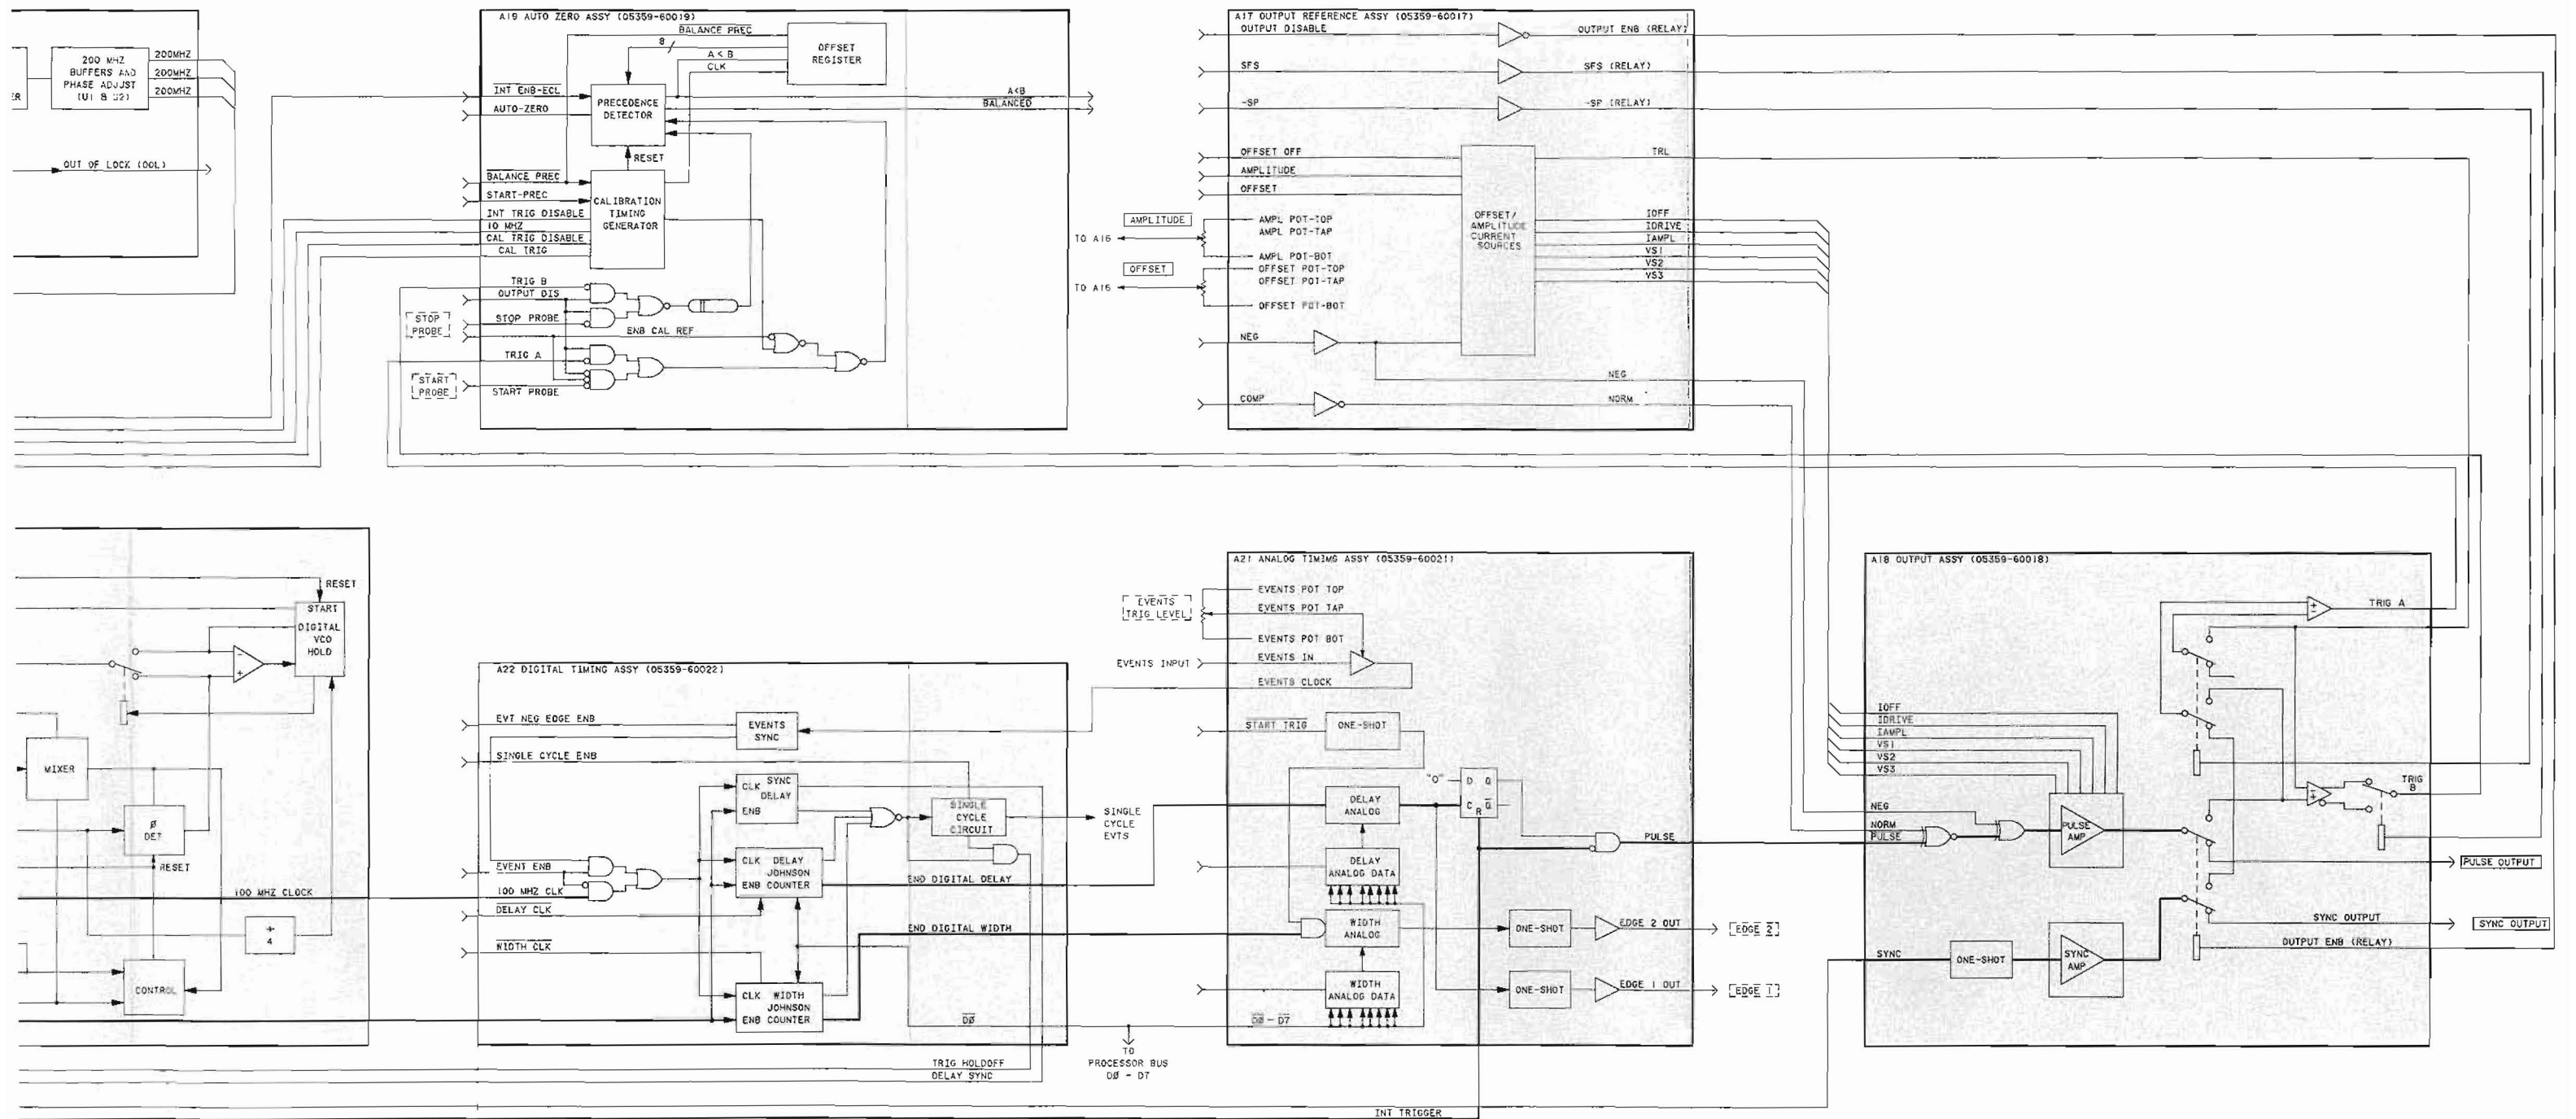 ER
200 MHZ
BUFFERS AND
PHASE ADJUST
(U1 & U2)
200MHZ
200MHZ
200MHZ
OUT OF LOCK (OOL)
A19 AUTO ZERO ASSY (05359-60019)
BALANCE PREC
8
A < B
CLK
OFFSET
REGISTER
INT ENB-ECL
AUTO-ZERO
PRECEDENCE
DETECTOR
A<B
BALANCED
RESET
BALANCE PREC
START-PREC
INT TRIG DISABLE
10 MHZ
CAL TRIG DISABLE
CAL TRIG
CALIBRATION
TIMING
GENERATOR
TRIG B
OUTPUT DIS
STOP PROBE
STOP
PROBE
ENB CAL REF
TRIG A
START
PROBE
START PROBE
A17 OUTPUT REFERENCE ASSY (05359-60017)
OUTPUT DISABLE
OUTPUT ENB (RELAY)
SFS
SFS (RELAY)
-SP
-SP (RELAY)
OFFSET OFF
AMPLITUDE
OFFSET
TRL
AMPLITUDE
AMPL POT-TOP
AMPL POT-TAP
TO A16
AMPL POT-BOT
OFFSET
OFFSET POT-TOP
OFFSET POT-TAP
TO A16
OFFSET POT-BOT
OFFSET/
AMPLITUDE
CURRENT
SOURCES
IOFF
IDRIVE
IAMPL
VS1
VS2
VS3
NEG
NEG
COMP
NORM
RESET
START
DIGITAL
VCO
HOLD
-
+
MIXER
Ø
DET
RESET
100 MHZ CLOCK
÷
4
CONTROL
A22 DIGITAL TIMING ASSY (05359-60022)
EVT NEG EDGE ENB
EVENTS
SYNC
SINGLE CYCLE ENB
SYNC
CLK DELAY
ENB
SINGLE
CYCLE
CIRCUIT
SINGLE
CYCLE
EVTS
EVENT ENB
100 MHZ CLK
DELAY CLK
CLK DELAY
JOHNSON
ENB COUNTER
END DIGITAL DELAY
WIDTH CLK
END DIGITAL WIDTH
CLK WIDTH
JOHNSON
ENB COUNTER
DØ
TRIG HOLDOFF
DELAY SYNC
TO
PROCESSOR BUS
DØ - D7
A21 ANALOG TIMIMG ASSY (05359-60021)
EVENTS
TRIG LEVEL
EVENTS POT TOP
EVENTS POT TAP
EVENTS POT BOT
EVENTS INPUT
EVENTS IN
EVENTS CLOCK
START TRIG
ONE-SHOT
"0"
D Q
C Q
R
DELAY
ANALOG
DELAY
ANALOG DATA
PULSE
WIDTH
ANALOG
WIDTH
ANALOG DATA
ONE-SHOT
EDGE 2 OUT
EDGE 2
ONE-SHOT
EDGE 1 OUT
EDGE 1
DØ - D7
INT TRIGGER
A18 OUTPUT ASSY (05359-60018)
TRIG A
IOFF
IDRIVE
IAMPL
VS1
VS2
VS3
NEG
NORM
PULSE
PULSE
AMP
TRIG
B
PULSE OUTPUT
SYNC
ONE-SHOT
SYNC
AMP
SYNC OUTPUT
SYNC OUTPUT
OUTPUT ENB (RELAY)